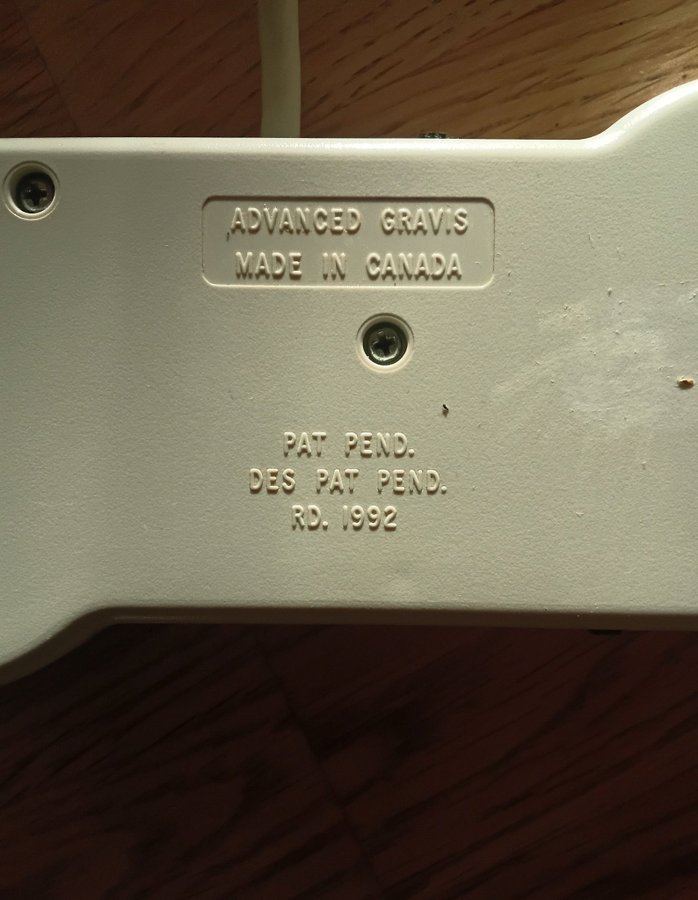 ADVANCED GRAVIS
MADE IN CANADA
PAT PEND.
DES PAT PEND.
RD. 1992